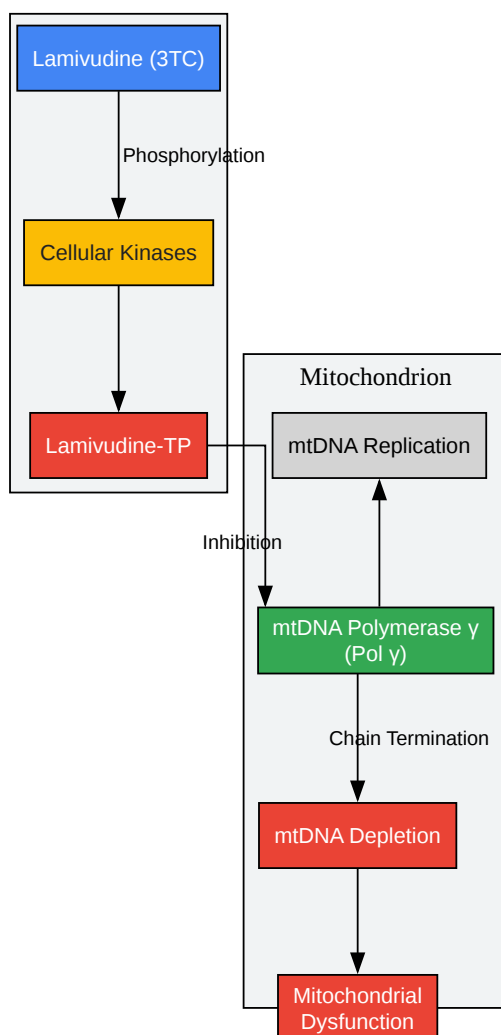 Lamivudine (3TC)
Phosphorylation
Cellular Kinases
Lamivudine-TP
Mitochondrion
mtDNA Replication
Inhibition
mtDNA Polymerase γ
(Pol γ)
Chain Termination
mtDNA Depletion
Mitochondrial
Dysfunction